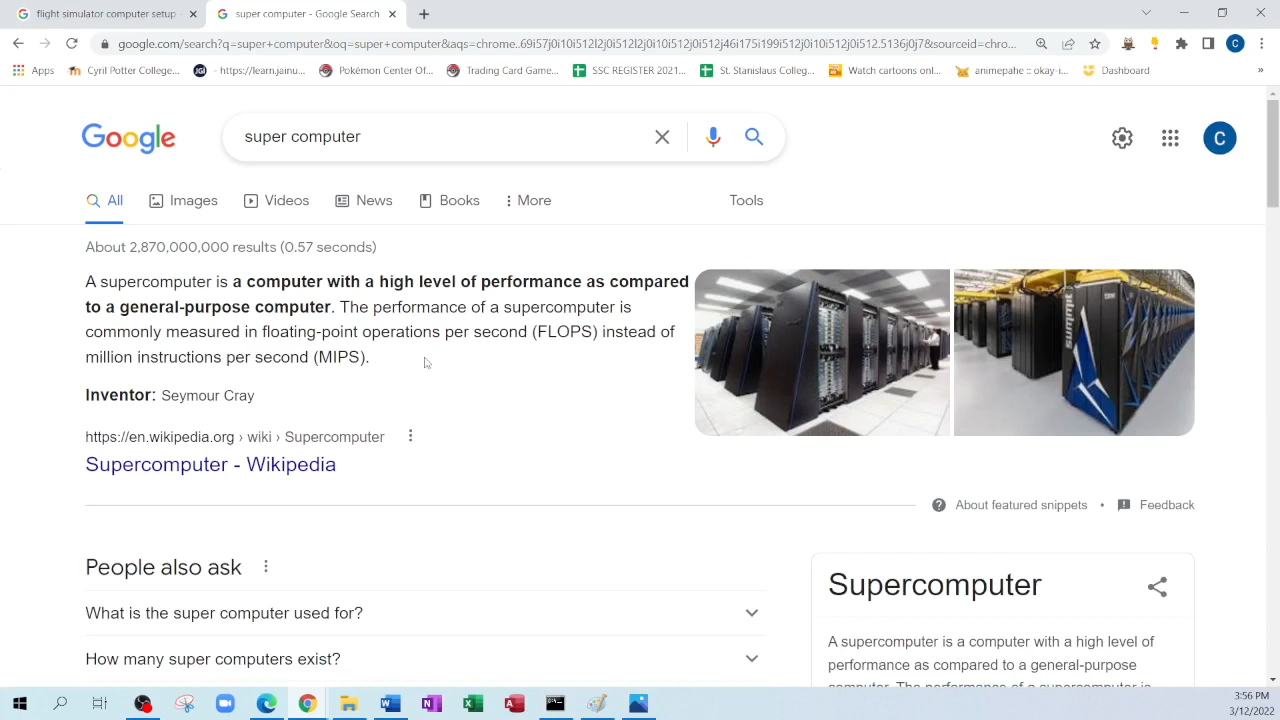 flight simulator computer setup
super computer - Google Search
google.com/search?q=super+computer&oq=super+computer&aqs=chrome.0.0i57j0i10i512l2j0i10i512j0i512j46i175i199i512j0i10i512j0i512j0i512.5136j0j7&sourceid=chro...
C
Apps
Cyril Potter College...
JGI
- https://learn.jainu...
Pokémon Center Of...
Trading Card Game...
SSC REGISTER 2021...
St. Stanislaus Colleg...
Watch cartoons onl...
animepahe :: okay-i...
Dashboard
»
Google
super computer
C
All
Images
Videos
News
Books
More
Tools
About 2,870,000,000 results (0.57 seconds)
A supercomputer is a computer with a high level of performance as compared
to a general-purpose computer. The performance of a supercomputer is
commonly measured in floating-point operations per second (FLOPS) instead of
million instructions per second (MIPS).
IBM
Inventor: Seymour Cray
https://en.wikipedia.org › wiki › Supercomputer
Supercomputer - Wikipedia
About featured snippets • Feedback
People also ask
What is the super computer used for?
How many super computers exist?
Supercomputer
A supercomputer is a computer with a high level of
performance as compared to a general-purpose
computer. The performance of a supercomputer is
3:56 PM
3/12/2022